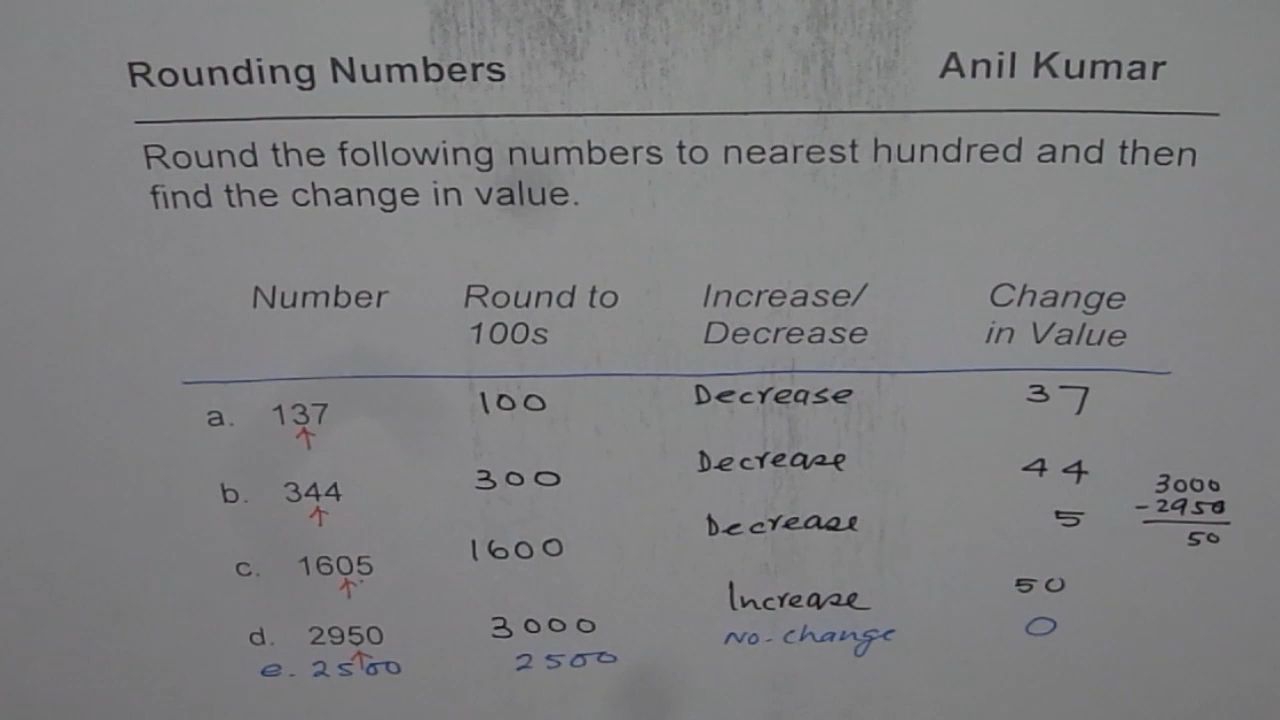 Rounding Numbers Anil Kumar
Round the following numbers to nearest hundred and then
find the change in value.
Number Round to Increase/ Change
100s Decrease in Value
a. 137 100 Decrease 37
b. 344 300 Decrease 44
3000
-2950
50
c. 1605 1600 Decrease 5
d. 2950 3000 Increase 50
e. 2500 2500 No-change 0